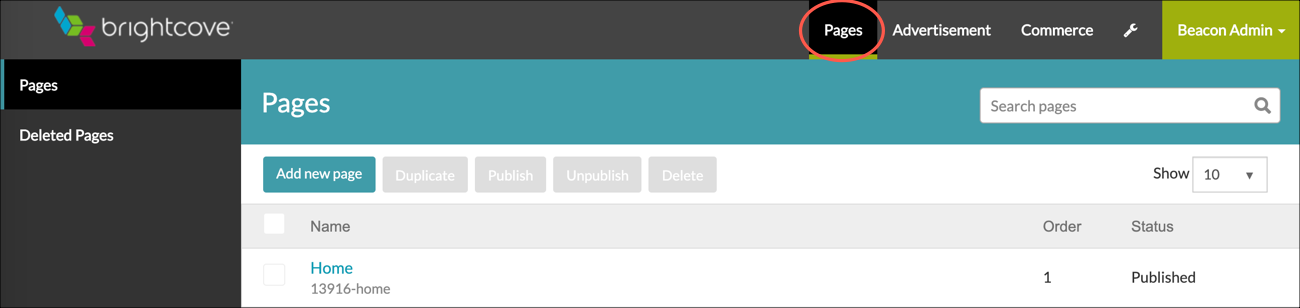 brightcove
Pages Advertisement Commerce Beacon Admin
Pages
Deleted Pages
Pages
Search pages
Add new page Duplicate Publish Unpublish Delete
Show 10
Name Order Status
Home 1 Published
13916-home